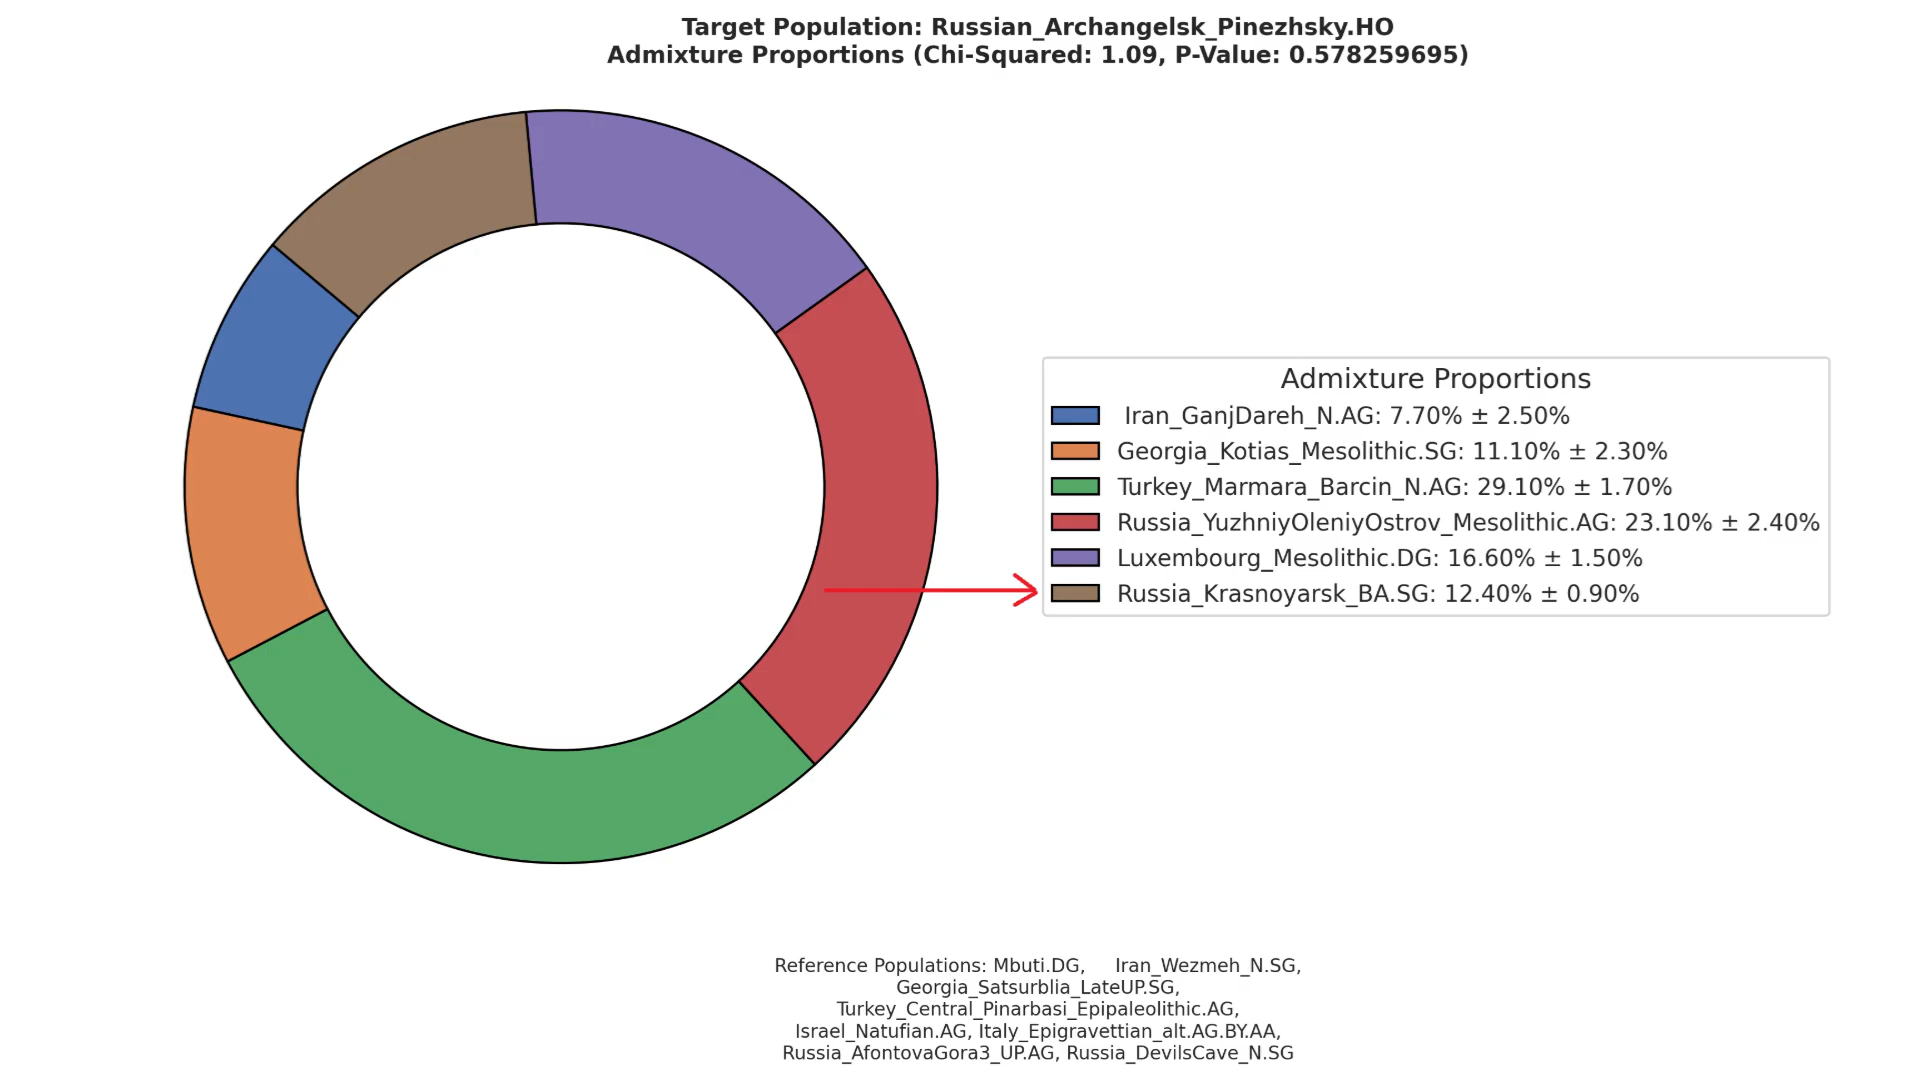 Target Population: Russian_Archangelsk_Pinezhsky.HO
Admixture Proportions (Chi-Squared: 1.09, P-Value: 0.578259695)
Admixture Proportions
Iran_GanjDareh_N.AG: 7.70% ± 2.50%
Georgia_Kotias_Mesolithic.SG: 11.10% ± 2.30%
Turkey_Marmara_Barcin_N.AG: 29.10% ± 1.70%
Russia_YuzhniyOleniyOstrov_Mesolithic.AG: 23.10% ± 2.40%
Luxembourg_Mesolithic.DG: 16.60% ± 1.50%
Russia_Krasnoyarsk_BA.SG: 12.40% ± 0.90%
Reference Populations: Mbuti.DG, Iran_Wezmeh_N.SG,
Georgia_Satsurblia_LateUP.SG,
Turkey_Central_Pinarbasi_Epipaleolithic.AG,
Israel_Natufian.AG, Italy_Epigravettian_alt.AG.BY.AA,
Russia_AfontovaGora3_UP.AG, Russia_DevilsCave_N.SG